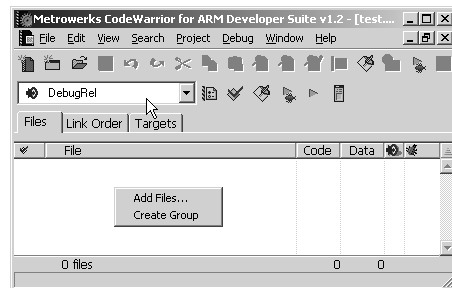 Metrowerks CodeWarrior for ARM Developer Suite v1.2 - [test....
File Edit View Search Project Debug Window Help
DebugRel
Files Link Order Targets
File Code Data
Add Files...
Create Group
0 files 0 0